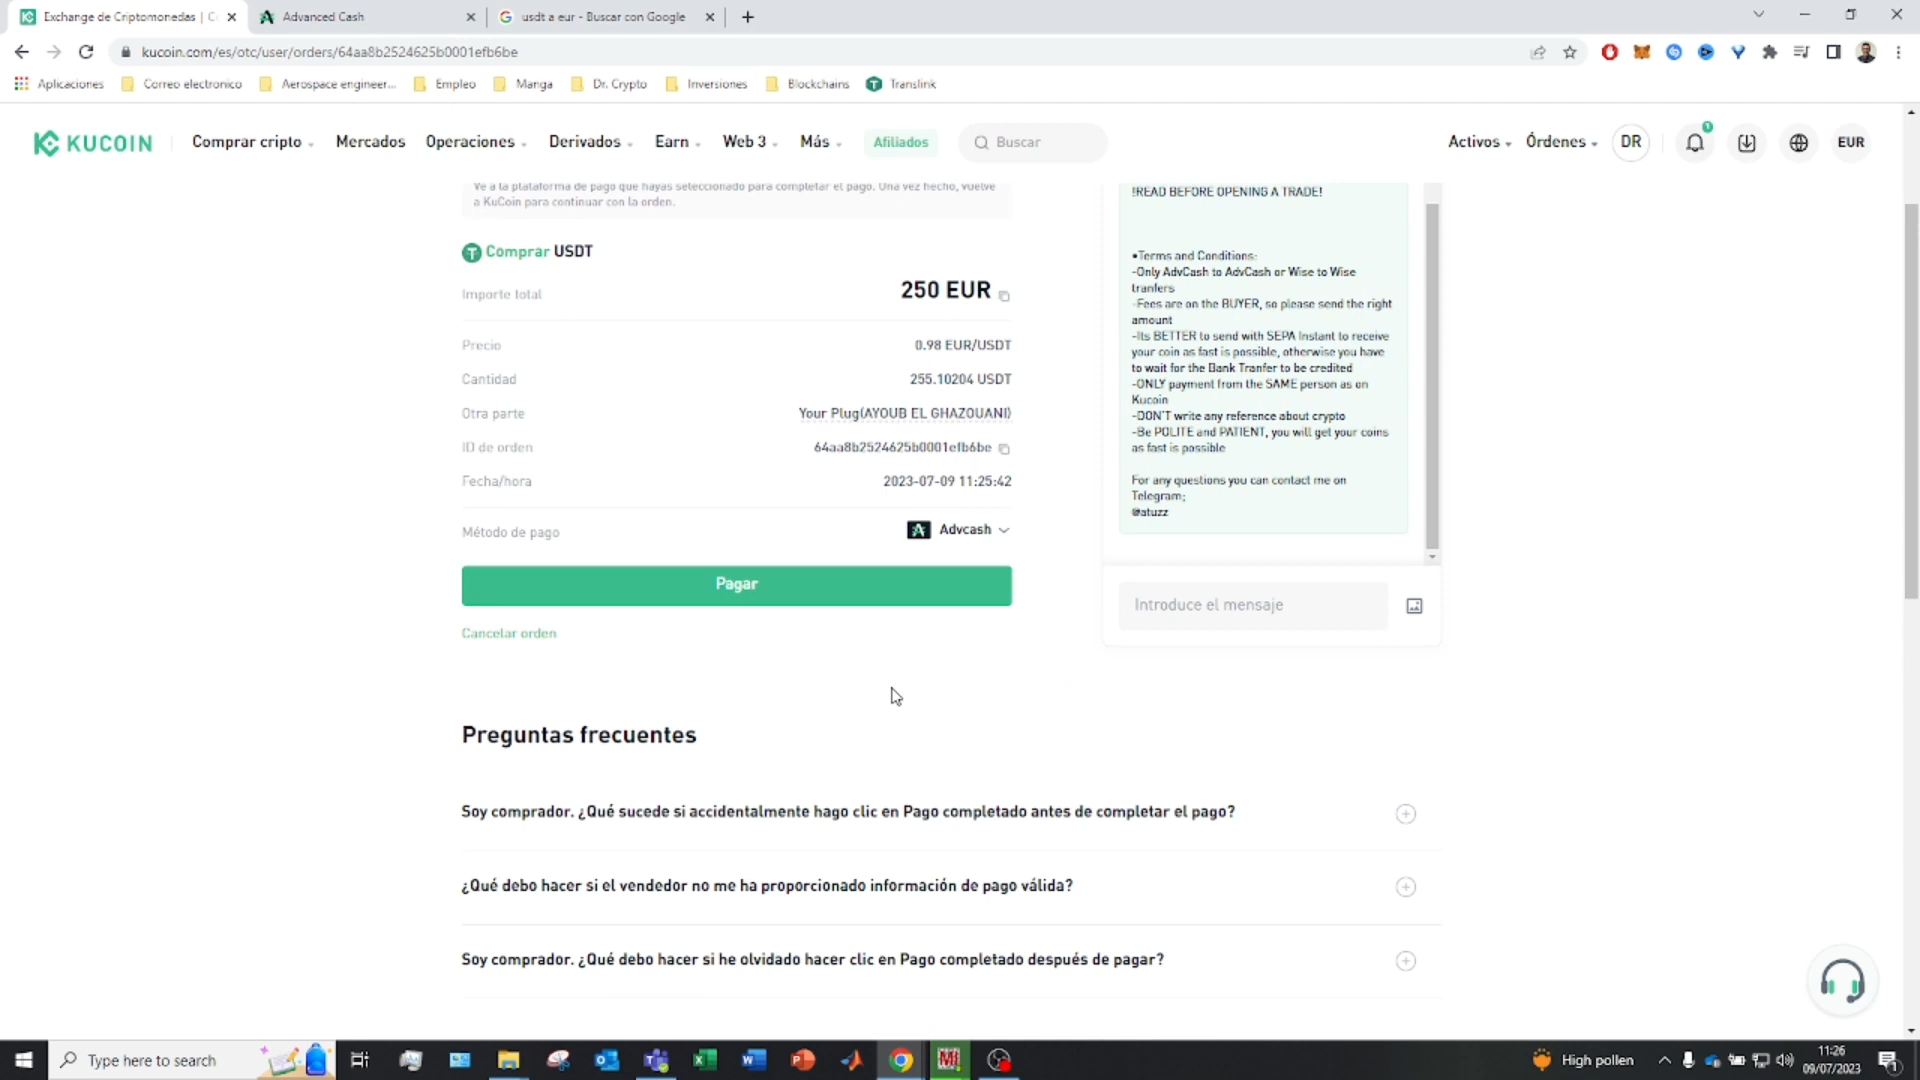 Exchange de Criptomonedas | C
Advanced Cash
usdt a eur - Buscar con Google
kucoin.com/es/otc/user/orders/64aa8b2524625b0001efb6be
Aplicaciones
Correo electronico
Aerospace engineer...
Empleo
Manga
Dr. Crypto
Inversiones
Blockchains
Translink
KUCOIN
Comprar cripto
Mercados
Operaciones
Derivados
Earn
Web 3
Más
Afiliados
Buscar
Activos
Órdenes
DR
1
EUR
Ve a la plataforma de pago que hayas seleccionado para completar el pago. Una vez hecho, vuelve
a KuCoin para continuar con la orden.
Comprar USDT
Importe total
250 EUR
Precio
0.98 EUR/USDT
Cantidad
255.10204 USDT
Otra parte
Your Plug(AYOUB EL GHAZOUANI)
ID de orden
64aa8b2524625b0001efb6be
Fecha/hora
2023-07-09 11:25:42
Método de pago
Advcash
Pagar
Cancelar orden
!READ BEFORE OPENING A TRADE!
•Terms and Conditions:
-Only AdvCash to AdvCash or Wise to Wise
tranfers
-Fees are on the BUYER, so please send the right
amount
-Its BETTER to send with SEPA Instant to receive
your coin as fast is possible, otherwise you have
to wait for the Bank Tranfer to be credited
-ONLY payment from the SAME person as on
Kucoin
-DON'T write any reference about crypto
-Be POLITE and PATIENT, you will get your coins
as fast is possible
For any questions you can contact me on
Telegram;
@atuzz
Introduce el mensaje
Preguntas frecuentes
Soy comprador. ¿Qué sucede si accidentalmente hago clic en Pago completado antes de completar el pago?
¿Qué debo hacer si el vendedor no me ha proporcionado información de pago válida?
Soy comprador. ¿Qué debo hacer si he olvidado hacer clic en Pago completado después de pagar?
Type here to search
High pollen
11:26
09/07/2023
1